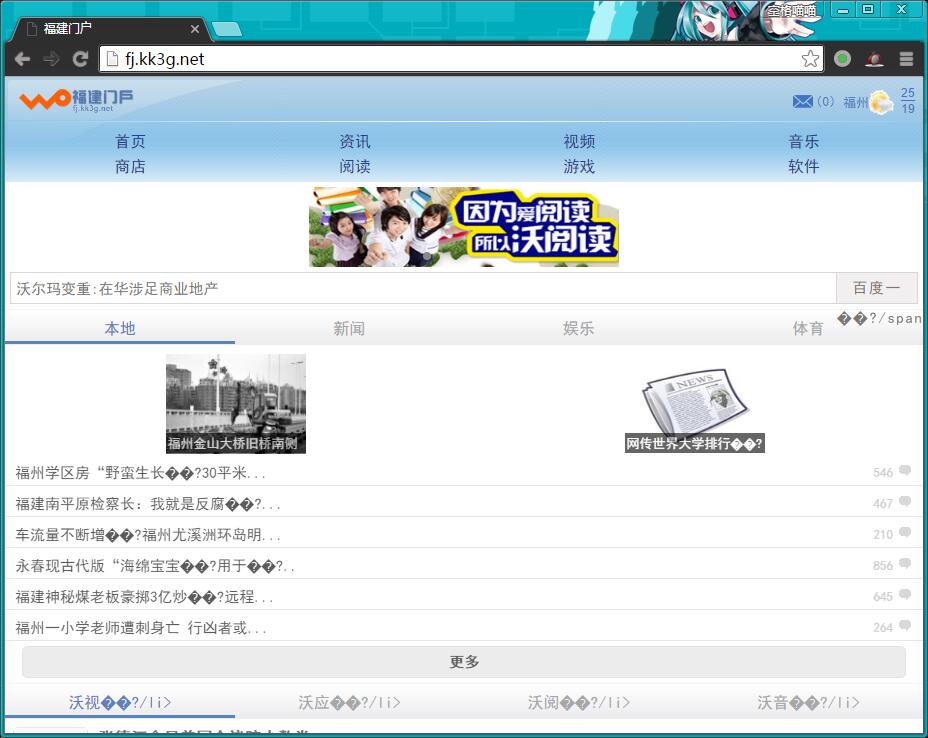 空格喵喵
福建门户
fj.kk3g.net
WO福建门戶
fj.kk3g.net
(0) 福州 25
19
首页 资讯 视频 音乐
商店 阅读 游戏 软件
因为爱阅读
所以沃阅读
沃尔玛变重:在华涉足商业地产 百度一
��?/span
本地 新闻 娱乐 体育
NEWS
福州金山大桥旧桥南侧 网传世界大学排行��?
福州学区房“野蛮生长��?30平米... 546
福建南平原检察长：我就是反腐��?... 467
车流量不断增��?福州尤溪洲环岛明... 210
永春现古代版“海绵宝宝��?用于��?.. 856
福建神秘煤老板豪掷3亿炒��?远程... 645
福州一小学老师遭刺身亡 行凶者或... 264
更多
沃视��?/li> 沃应��?/li> 沃阅��?/li> 沃音��?/li>